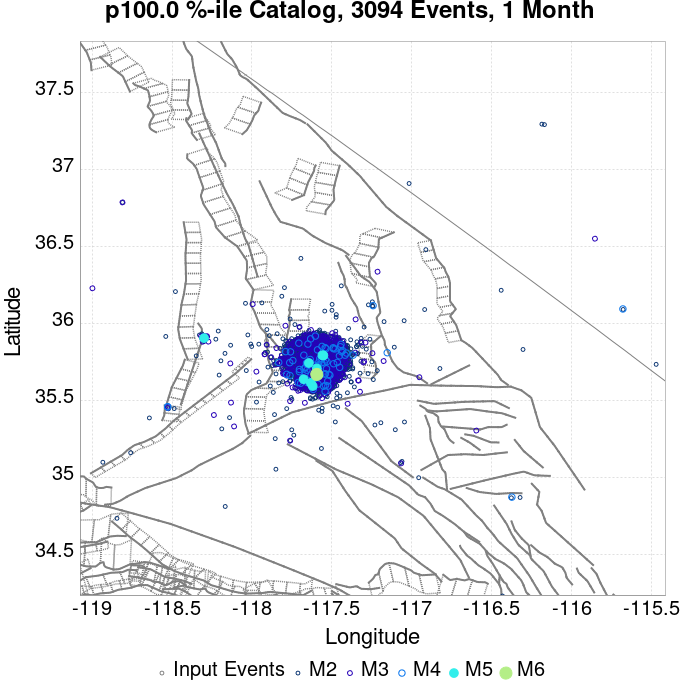 p100.0 %-ile Catalog, 3094 Events, 1 Month
37.5
37
36.5
36
35.5
35
34.5
Latitude
-119 -118.5 -118 -117.5 -117 -116.5 -116 -115.5
Longitude
Input Events M2 M3 M4 M5 M6